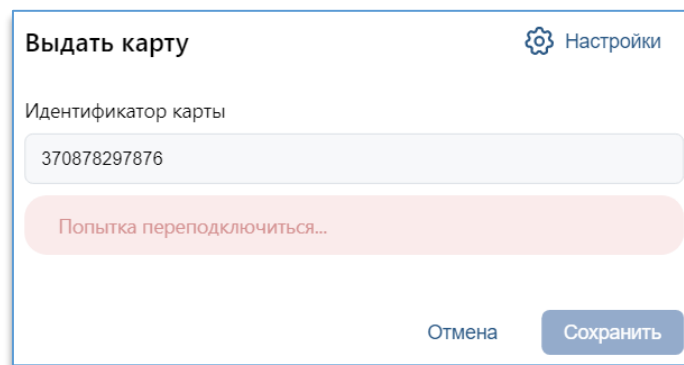 Выдать карту
Настройки
Идентификатор карты
370878297876
Попытка переподключиться...
Отмена
Сохранить